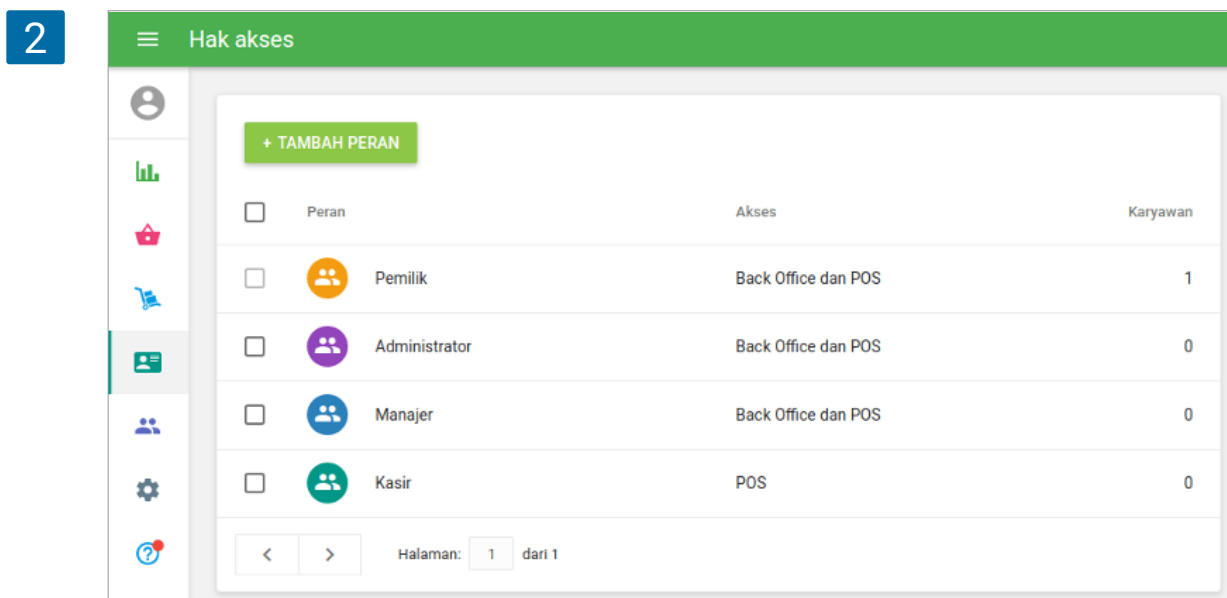 2
Hak akses
+ TAMBAH PERAN
Peran Akses Karyawan
Pemilik Back Office dan POS 1
Administrator Back Office dan POS 0
Manajer Back Office dan POS 0
Kasir POS 0
Halaman: 1 dari 1